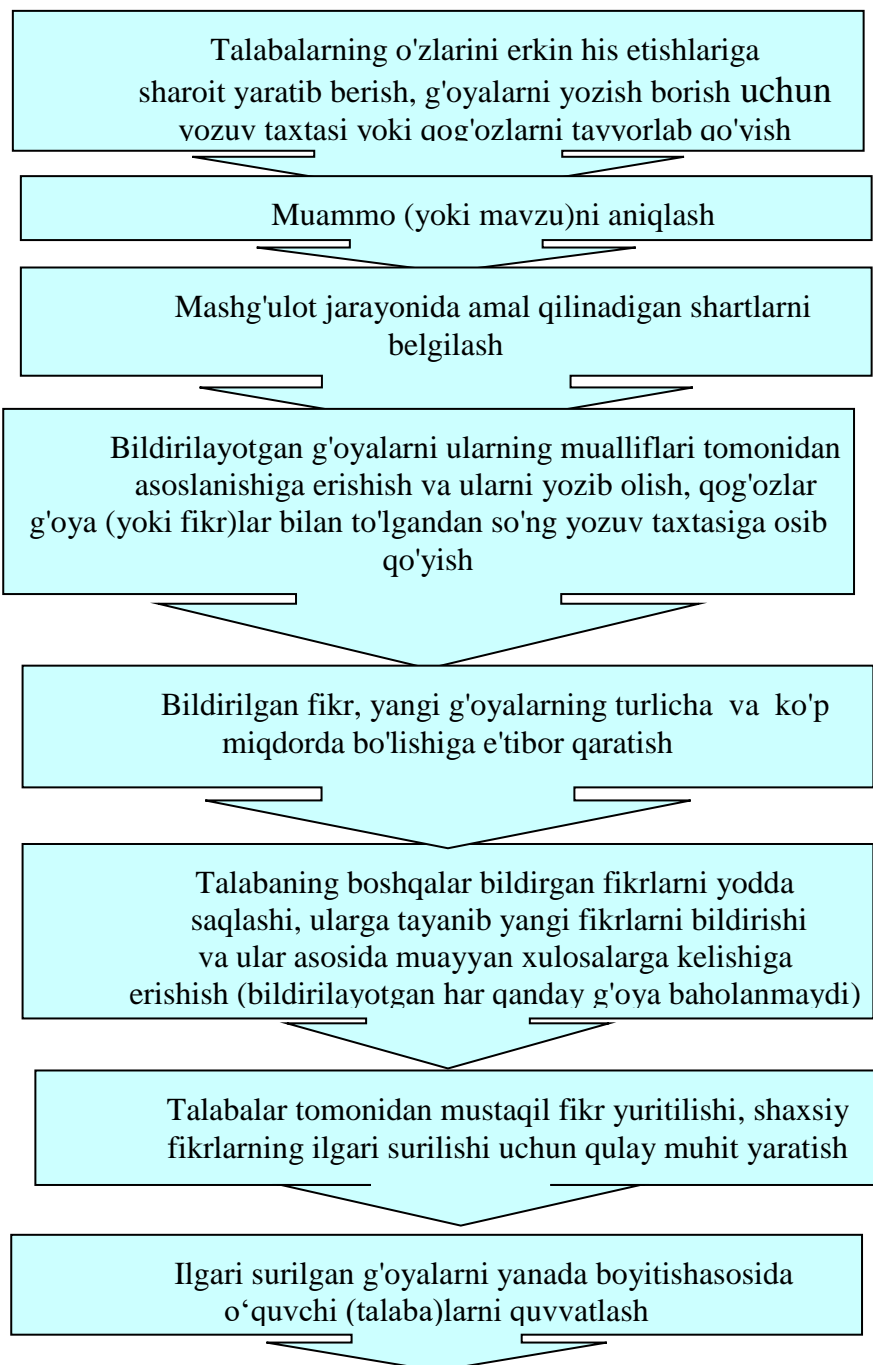 Talabalarning o'zlarini erkin his etishlariga
sharoit yaratib berish, g'oyalarni yozish borish uchun
yozuv taxtasi yoki qog'ozlarni tayyorlab qo'yish
Muammo (yoki mavzu)ni aniqlash
Mashg'ulot jarayonida amal qilinadigan shartlarni
belgilash
Bildirilayotgan g'oyalarni ularning mualliflari tomonidan
asoslanishiga erishish va ularni yozib olish, qog'ozlar
g'oya (yoki fikr)lar bilan to'lgandan so'ng yozuv taxtasiga osib
qo'yish
Bildirilgan fikr, yangi g'oyalarning turlicha va ko'p
miqdorda bo'lishiga e'tibor qaratish
Talabaning boshqalar bildirgan fikrlarni yodda
saqlashi, ularga tayanib yangi fikrlarni bildirishi
va ular asosida muayyan xulosalarga kelishiga
erishish (bildirilayotgan har qanday g'oya baholanmaydi)
Talabalar tomonidan mustaqil fikr yuritilishi, shaxsiy
fikrlarning ilgari surilishi uchun qulay muhit yaratish
Ilgari surilgan g'oyalarni yanada boyitishasosida
o‘quvchi (talaba)larni quvvatlash